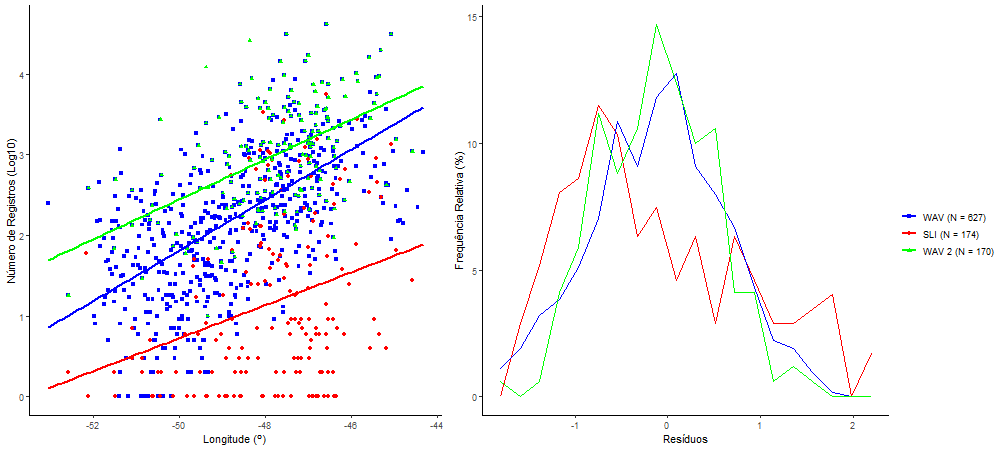 Número de Registros (Log10)
4
3
2
1
0
-52
-50
-48
-46
-44
Longitude (º)
Frequência Relativa (%)
15
10
5
0
-1
0
1
2
Resíduos
WAV (N = 627)
SLI (N = 174)
WAV 2 (N = 170)